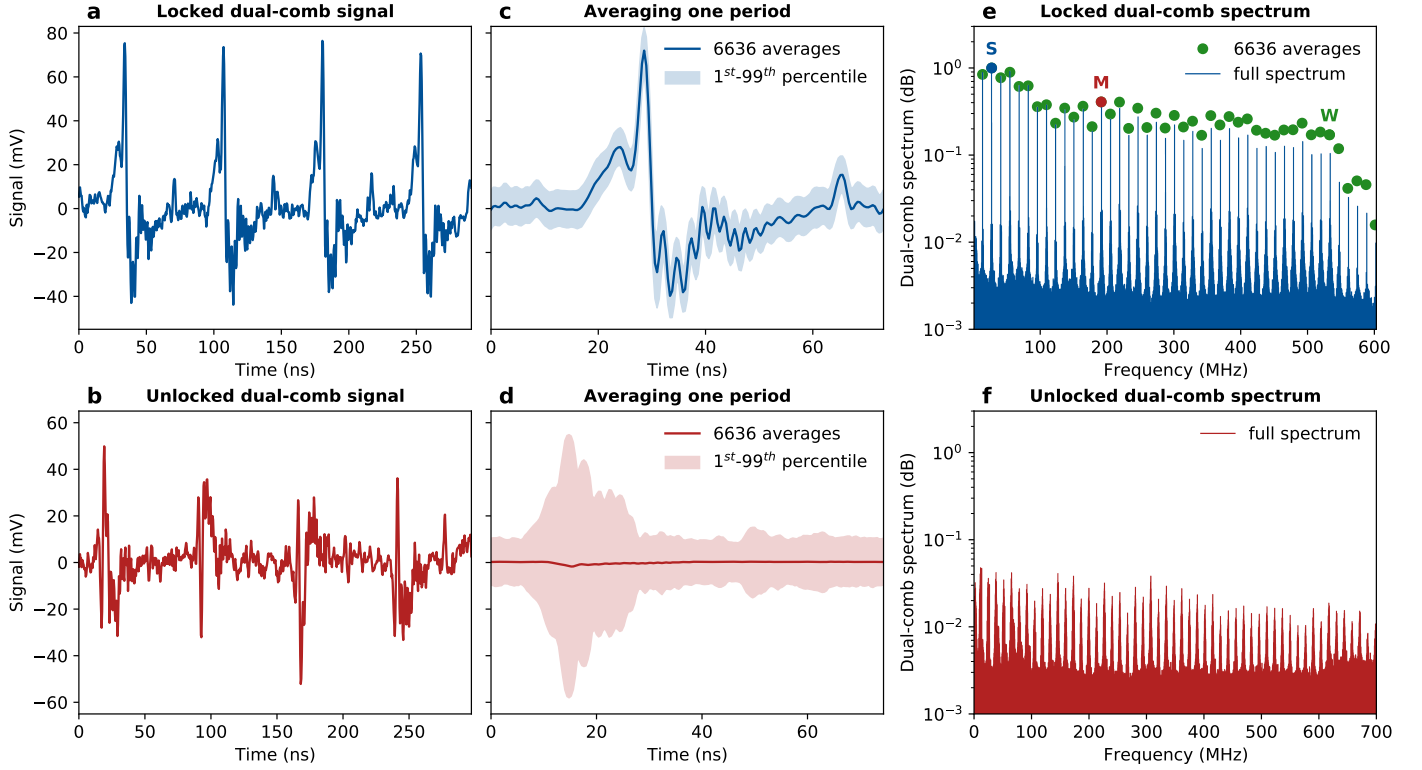 a Locked dual-comb signal
80
60
40
20
0
−20
−40
Signal (mV)
0 50 100 150 200 250
Time (ns)
c Averaging one period
6636 averages
1st-99th percentile
0 20 40 60
Time (ns)
e Locked dual-comb spectrum
S
M
W
6636 averages
full spectrum
10^0
10^−1
10^−2
10^−3
Dual-comb spectrum (dB)
100 200 300 400 500 600
Frequency (MHz)
b Unlocked dual-comb signal
60
40
20
0
−20
−40
−60
Signal (mV)
0 50 100 150 200 250
Time (ns)
d Averaging one period
6636 averages
1st-99th percentile
0 20 40 60
Time (ns)
f Unlocked dual-comb spectrum
full spectrum
10^0
10^−1
10^−2
10^−3
Dual-comb spectrum (dB)
0 100 200 300 400 500 600 700
Frequency (MHz)